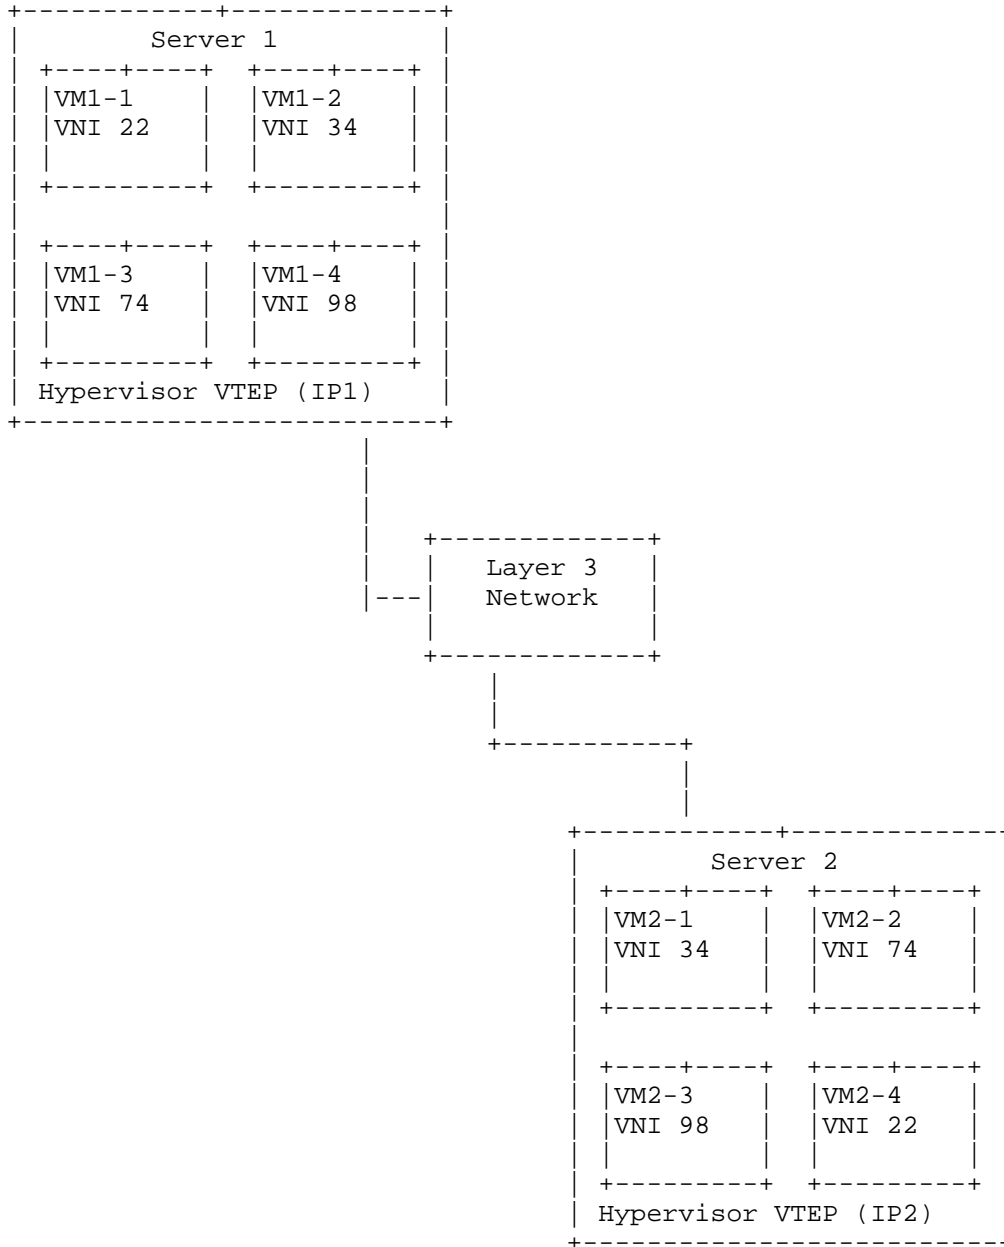 Server 1
VM1-1 VM1-2
VNI 22 VNI 34
VM1-3 VM1-4
VNI 74 VNI 98
Hypervisor VTEP (IP1)
Layer 3
Network
Server 2
VM2-1 VM2-2
VNI 34 VNI 74
VM2-3 VM2-4
VNI 98 VNI 22
Hypervisor VTEP (IP2)